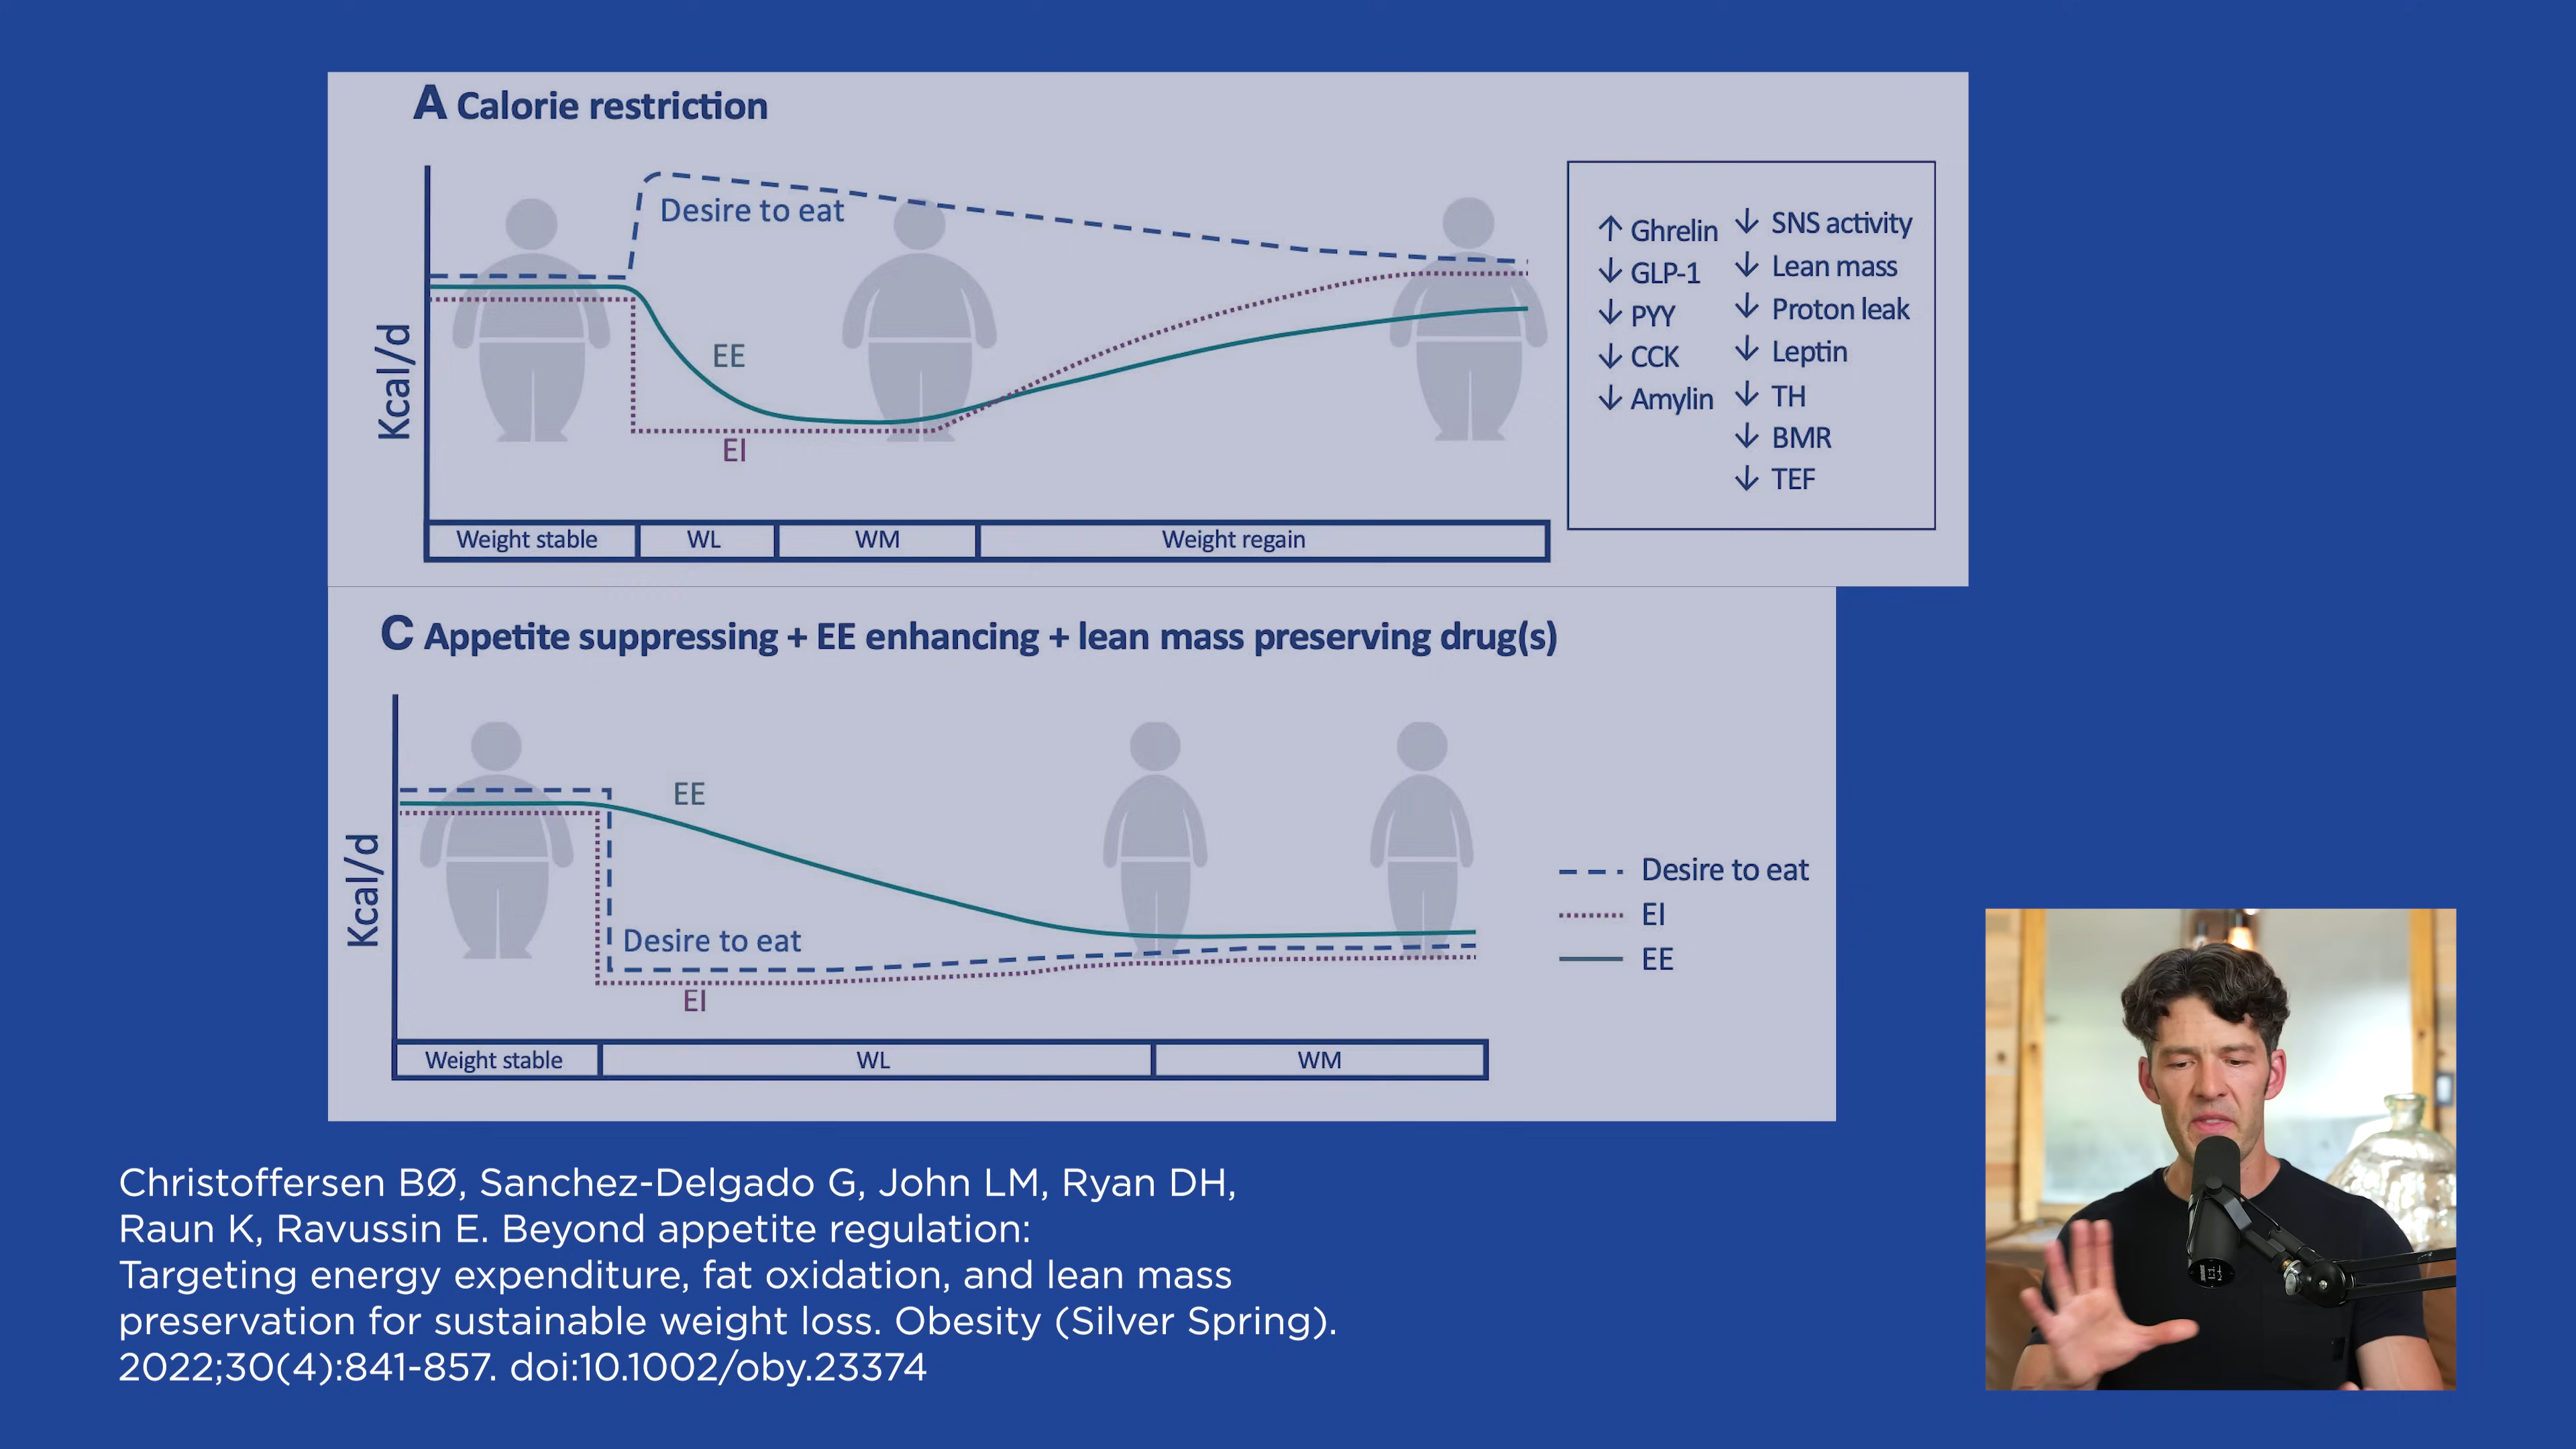 A Calorie restriction
Desire to eat
EE
EI
Kcal/d
Weight stable
WL
WM
Weight regain
↑ Ghrelin
↓ GLP-1
↓ PYY
↓ CCK
↓ Amylin
↓ SNS activity
↓ Lean mass
↓ Proton leak
↓ Leptin
↓ TH
↓ BMR
↓ TEF
C Appetite suppressing + EE enhancing + lean mass preserving drug(s)
EE
Desire to eat
EI
Kcal/d
Weight stable
WL
WM
Desire to eat
EI
EE
Christoffersen BØ, Sanchez-Delgado G, John LM, Ryan DH,
Raun K, Ravussin E. Beyond appetite regulation:
Targeting energy expenditure, fat oxidation, and lean mass
preservation for sustainable weight loss. Obesity (Silver Spring).
2022;30(4):841-857. doi:10.1002/oby.23374